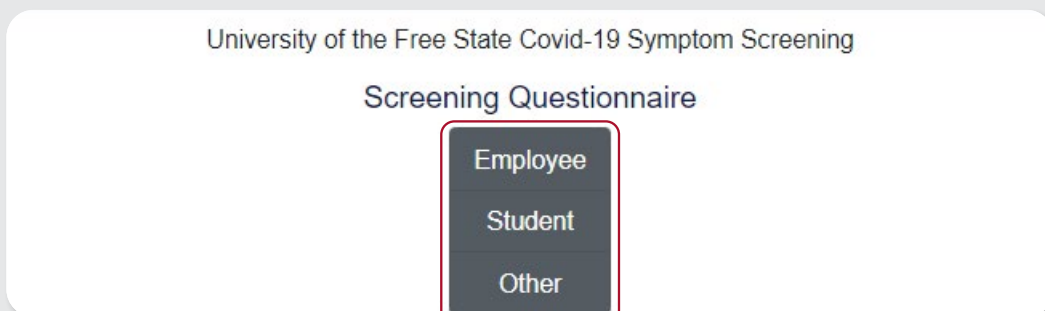 University of the Free State Covid-19 Symptom Screening
Screening Questionnaire
Employee
Student
Other